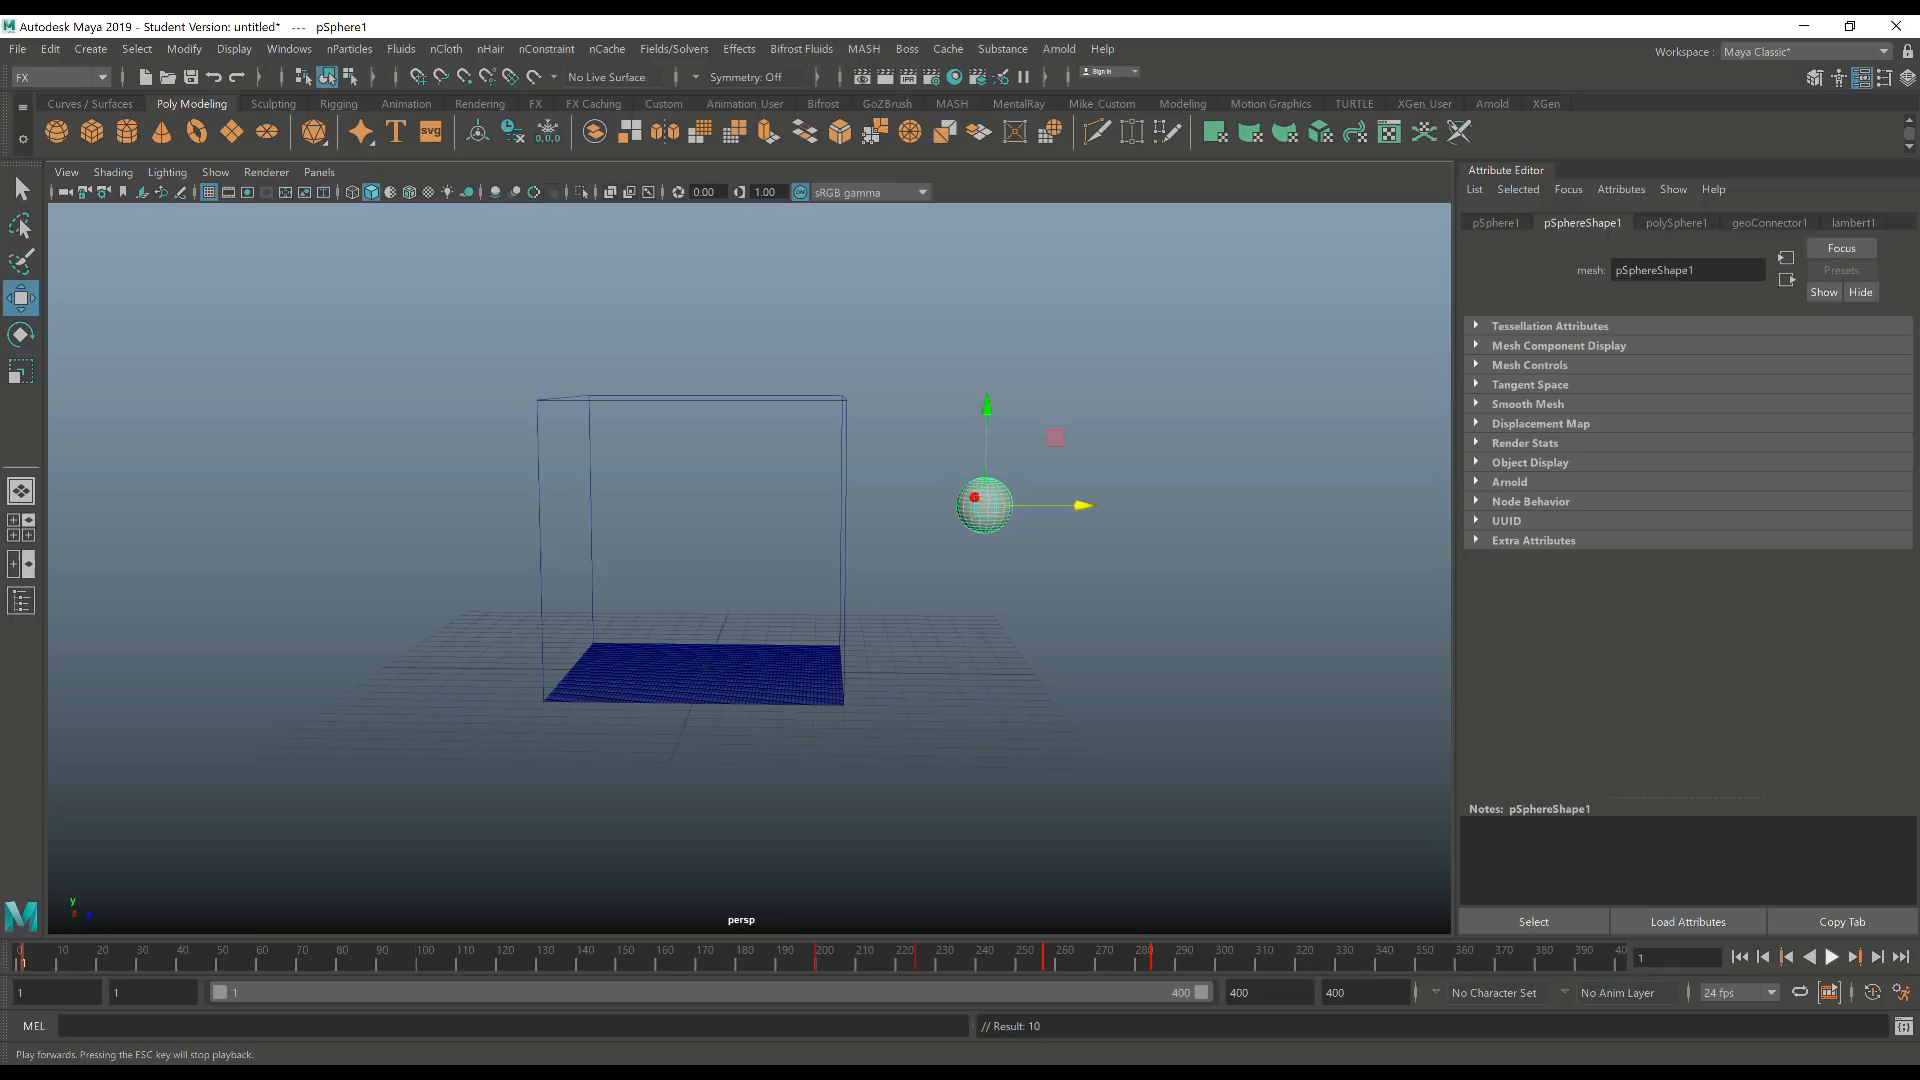 Autodesk Maya 2019 - Student Version: untitled* --- pSphere1
File Edit Create Select Modify Display Windows nParticles Fluids nCloth nHair nConstraint nCache Fields/Solvers Effects Bifrost Fluids MASH Boss Cache Substance Arnold Help
Workspace : Maya Classic*
FX No Live Surface Symmetry: Off IPR Sign in
Curves / Surfaces Poly Modeling Sculpting Rigging Animation Rendering FX FX Caching Custom Animation_User Bifrost GoZBrush MASH MentalRay Mike_Custom Modeling Motion Graphics TURTLE XGen_User Arnold XGen
T svg 0,0,0
View Shading Lighting Show Renderer Panels
0.00 1.00 ON sRGB gamma
Attribute Editor
List Selected Focus Attributes Show Help
pSphere1 pSphereShape1 polySphere1 geoConnector1 lambert1
Focus
mesh: pSphereShape1
Presets
Show Hide
Tessellation Attributes
Mesh Component Display
Mesh Controls
Tangent Space
Smooth Mesh
Displacement Map
Render Stats
Object Display
Arnold
Node Behavior
UUID
Extra Attributes
Notes: pSphereShape1
Select Load Attributes Copy Tab
y
persp
10 20 30 40 50 60 70 80 90 100 110 120 130 140 150 160 170 180 190 200 210 220 230 240 250 260 270 280 290 300 310 320 330 340 350 360 370 380 390 40
1
1
1 1 1 400 400 400 No Character Set No Anim Layer 24 fps
MEL // Result: 10
Play forwards. Pressing the ESC key will stop playback.